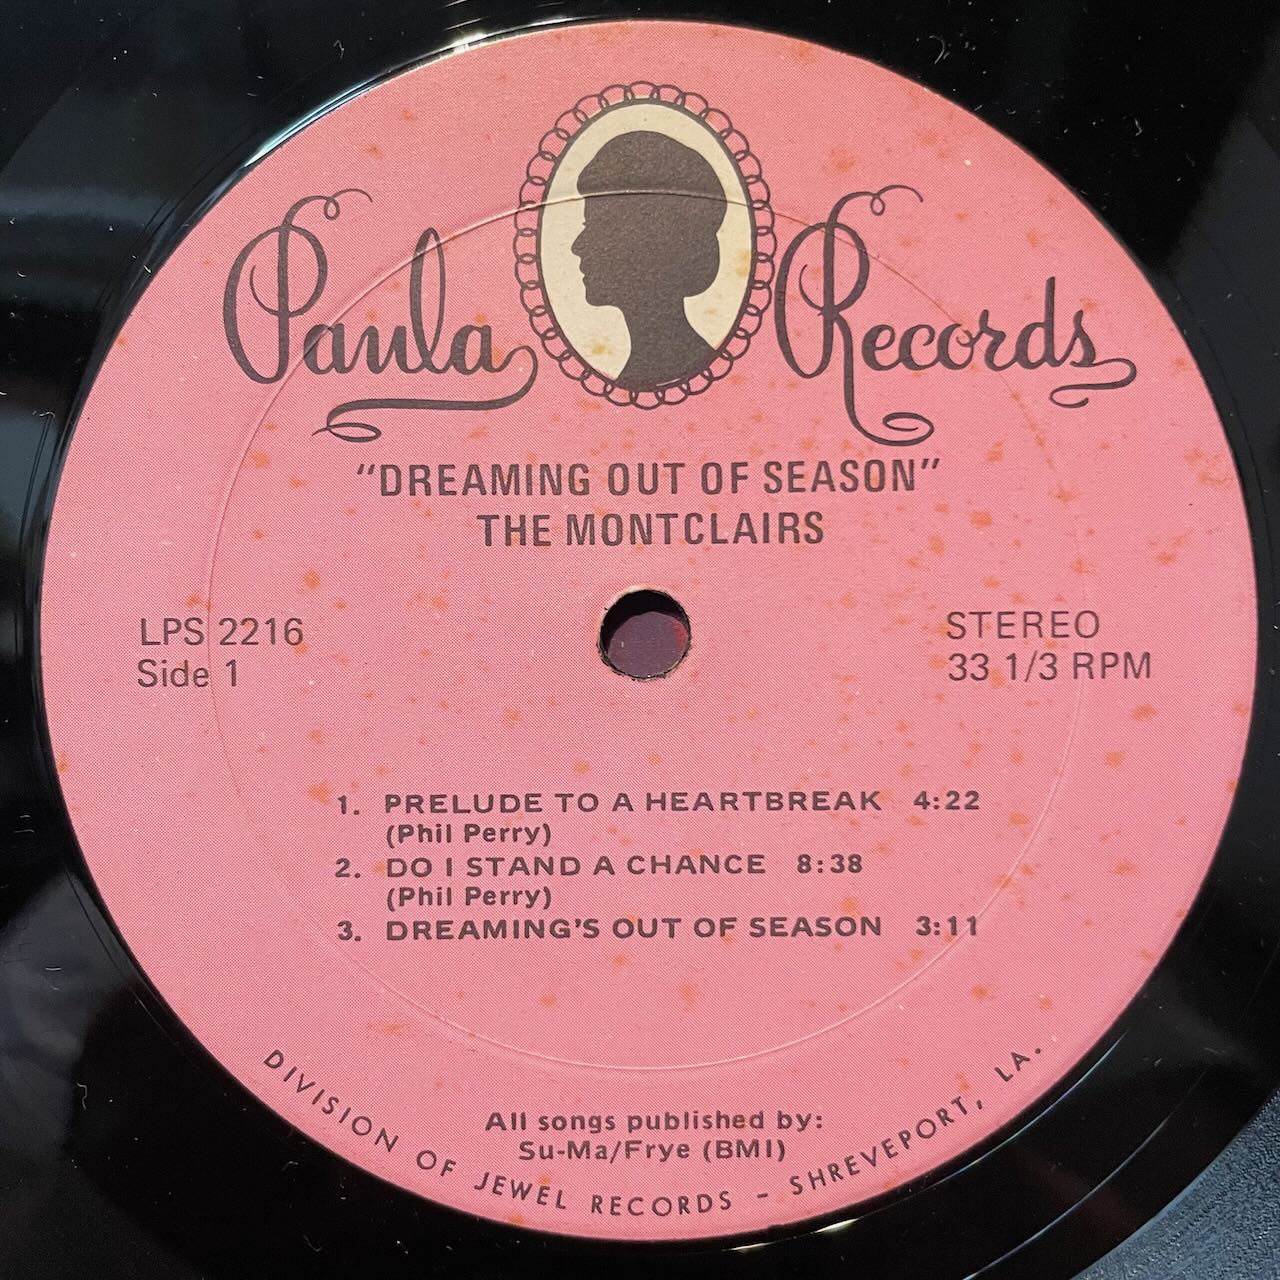 Paula Records
"DREAMING OUT OF SEASON"
THE MONTCLAIRS
LPS 2216
Side 1
STEREO
33 1/3 RPM
1. PRELUDE TO A HEARTBREAK 4:22
(Phil Perry)
2. DO I STAND A CHANCE 8:38
(Phil Perry)
3. DREAMING'S OUT OF SEASON 3:11
All songs published by:
Su-Ma/Frye (BMI)
DIVISION OF JEWEL RECORDS - SHREVEPORT, LA.